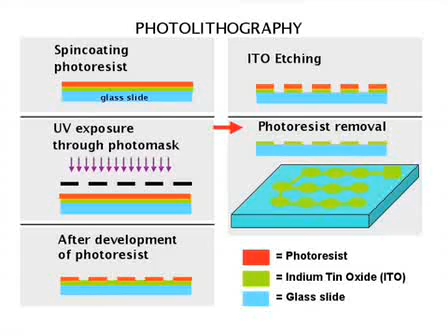 PHOTOLITHOGRAPHY
Spincoating
photoresist
glass slide
UV exposure
through photomask
After development
of photoresist
ITO Etching
Photoresist removal
= Photoresist
= Indium Tin Oxide (ITO)
= Glass slide